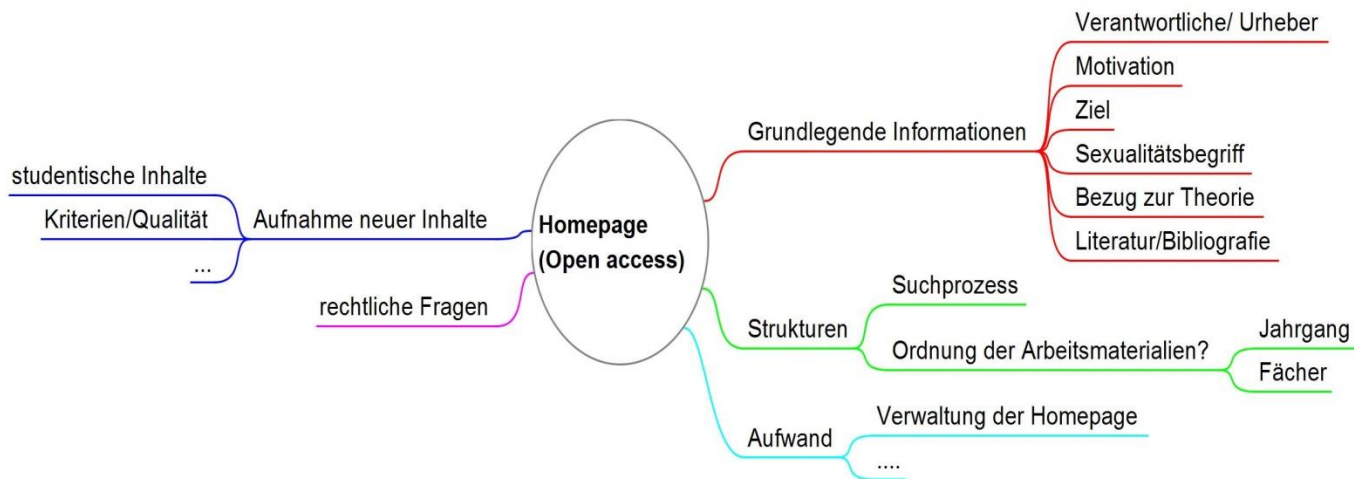 Homepage
(Open access)
Grundlegende Informationen
Verantwortliche/ Urheber
Motivation
Ziel
Sexualitätsbegriff
Bezug zur Theorie
Literatur/Bibliografie
Strukturen
Suchprozess
Ordnung der Arbeitsmaterialien?
Jahrgang
Fächer
Aufwand
Verwaltung der Homepage
....
Aufnahme neuer Inhalte
studentische Inhalte
Kriterien/Qualität
...
rechtliche Fragen